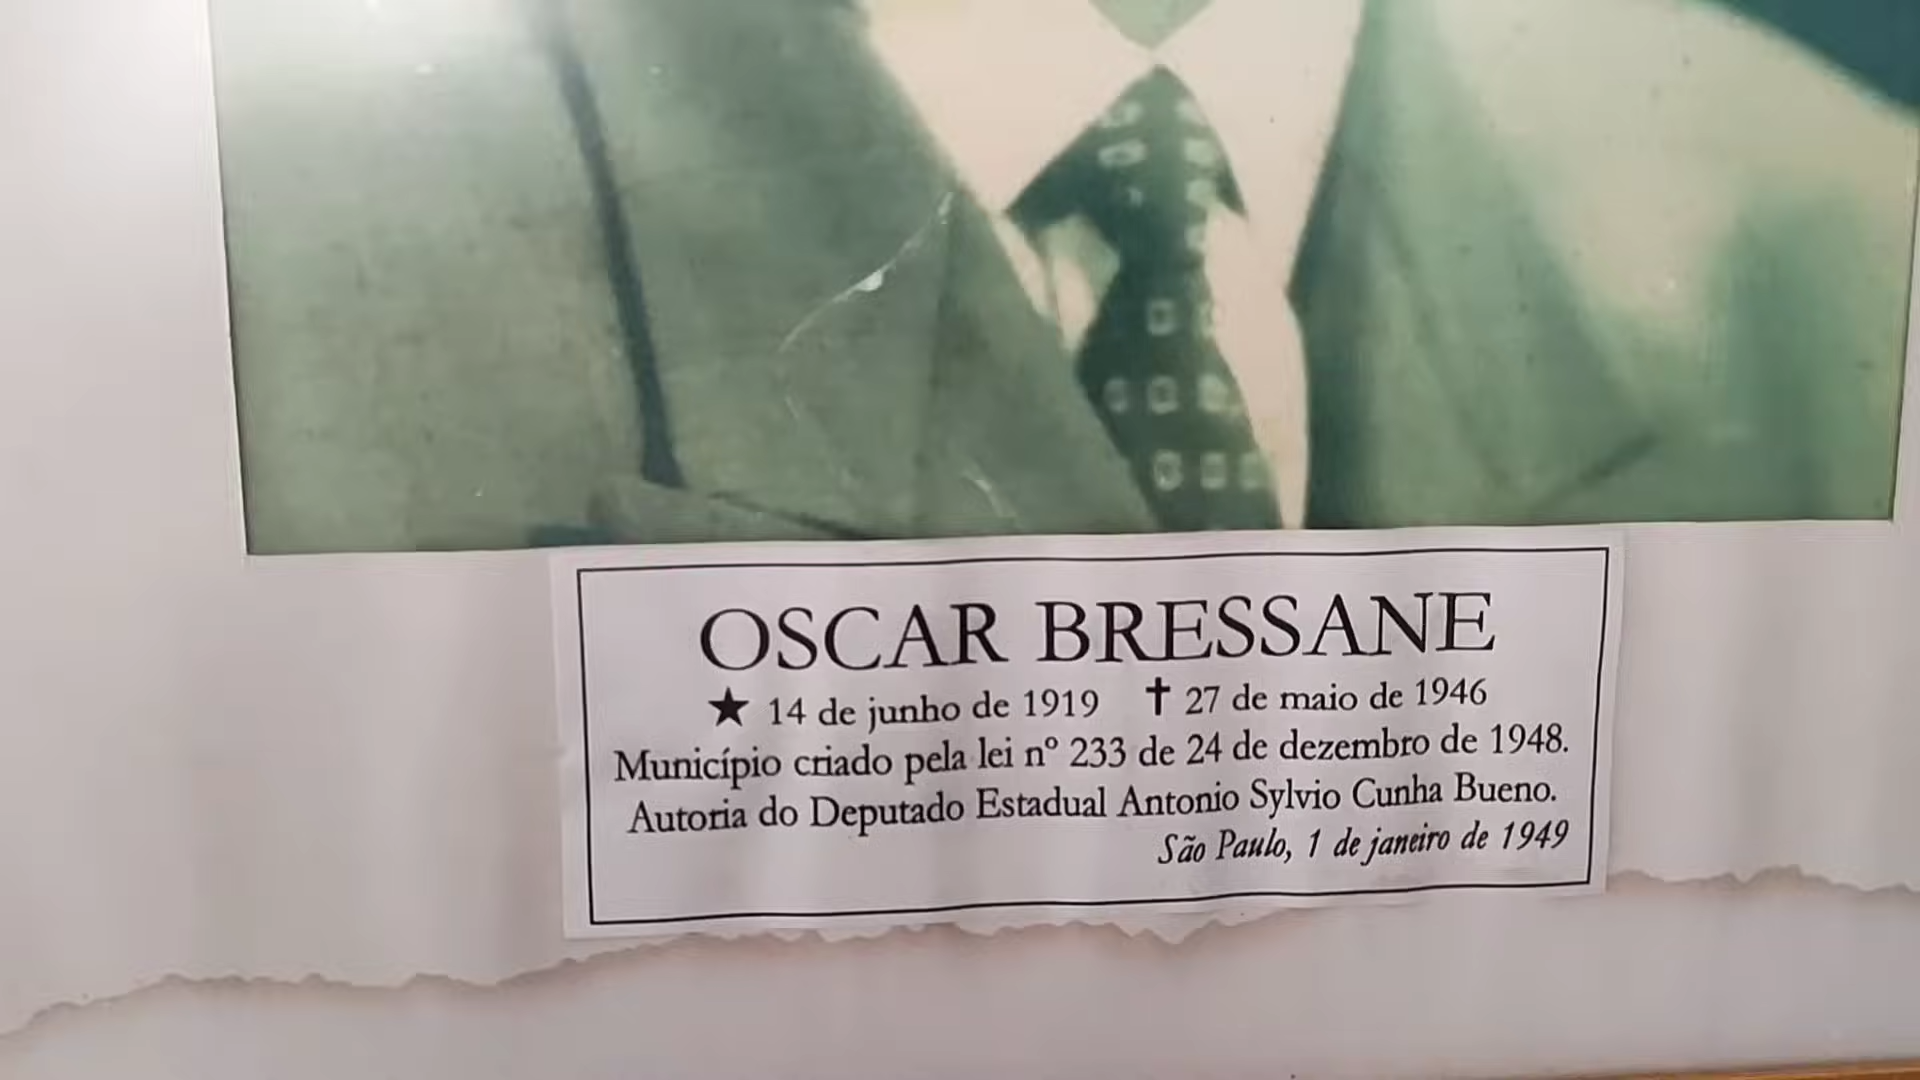 OSCAR BRESSANE
★ 14 de junho de 1919 ✝ 27 de maio de 1946
Município criado pela lei nº 233 de 24 de dezembro de 1948.
Autoria do Deputado Estadual Antonio Sylvio Cunha Bueno.
São Paulo, 1 de janeiro de 1949